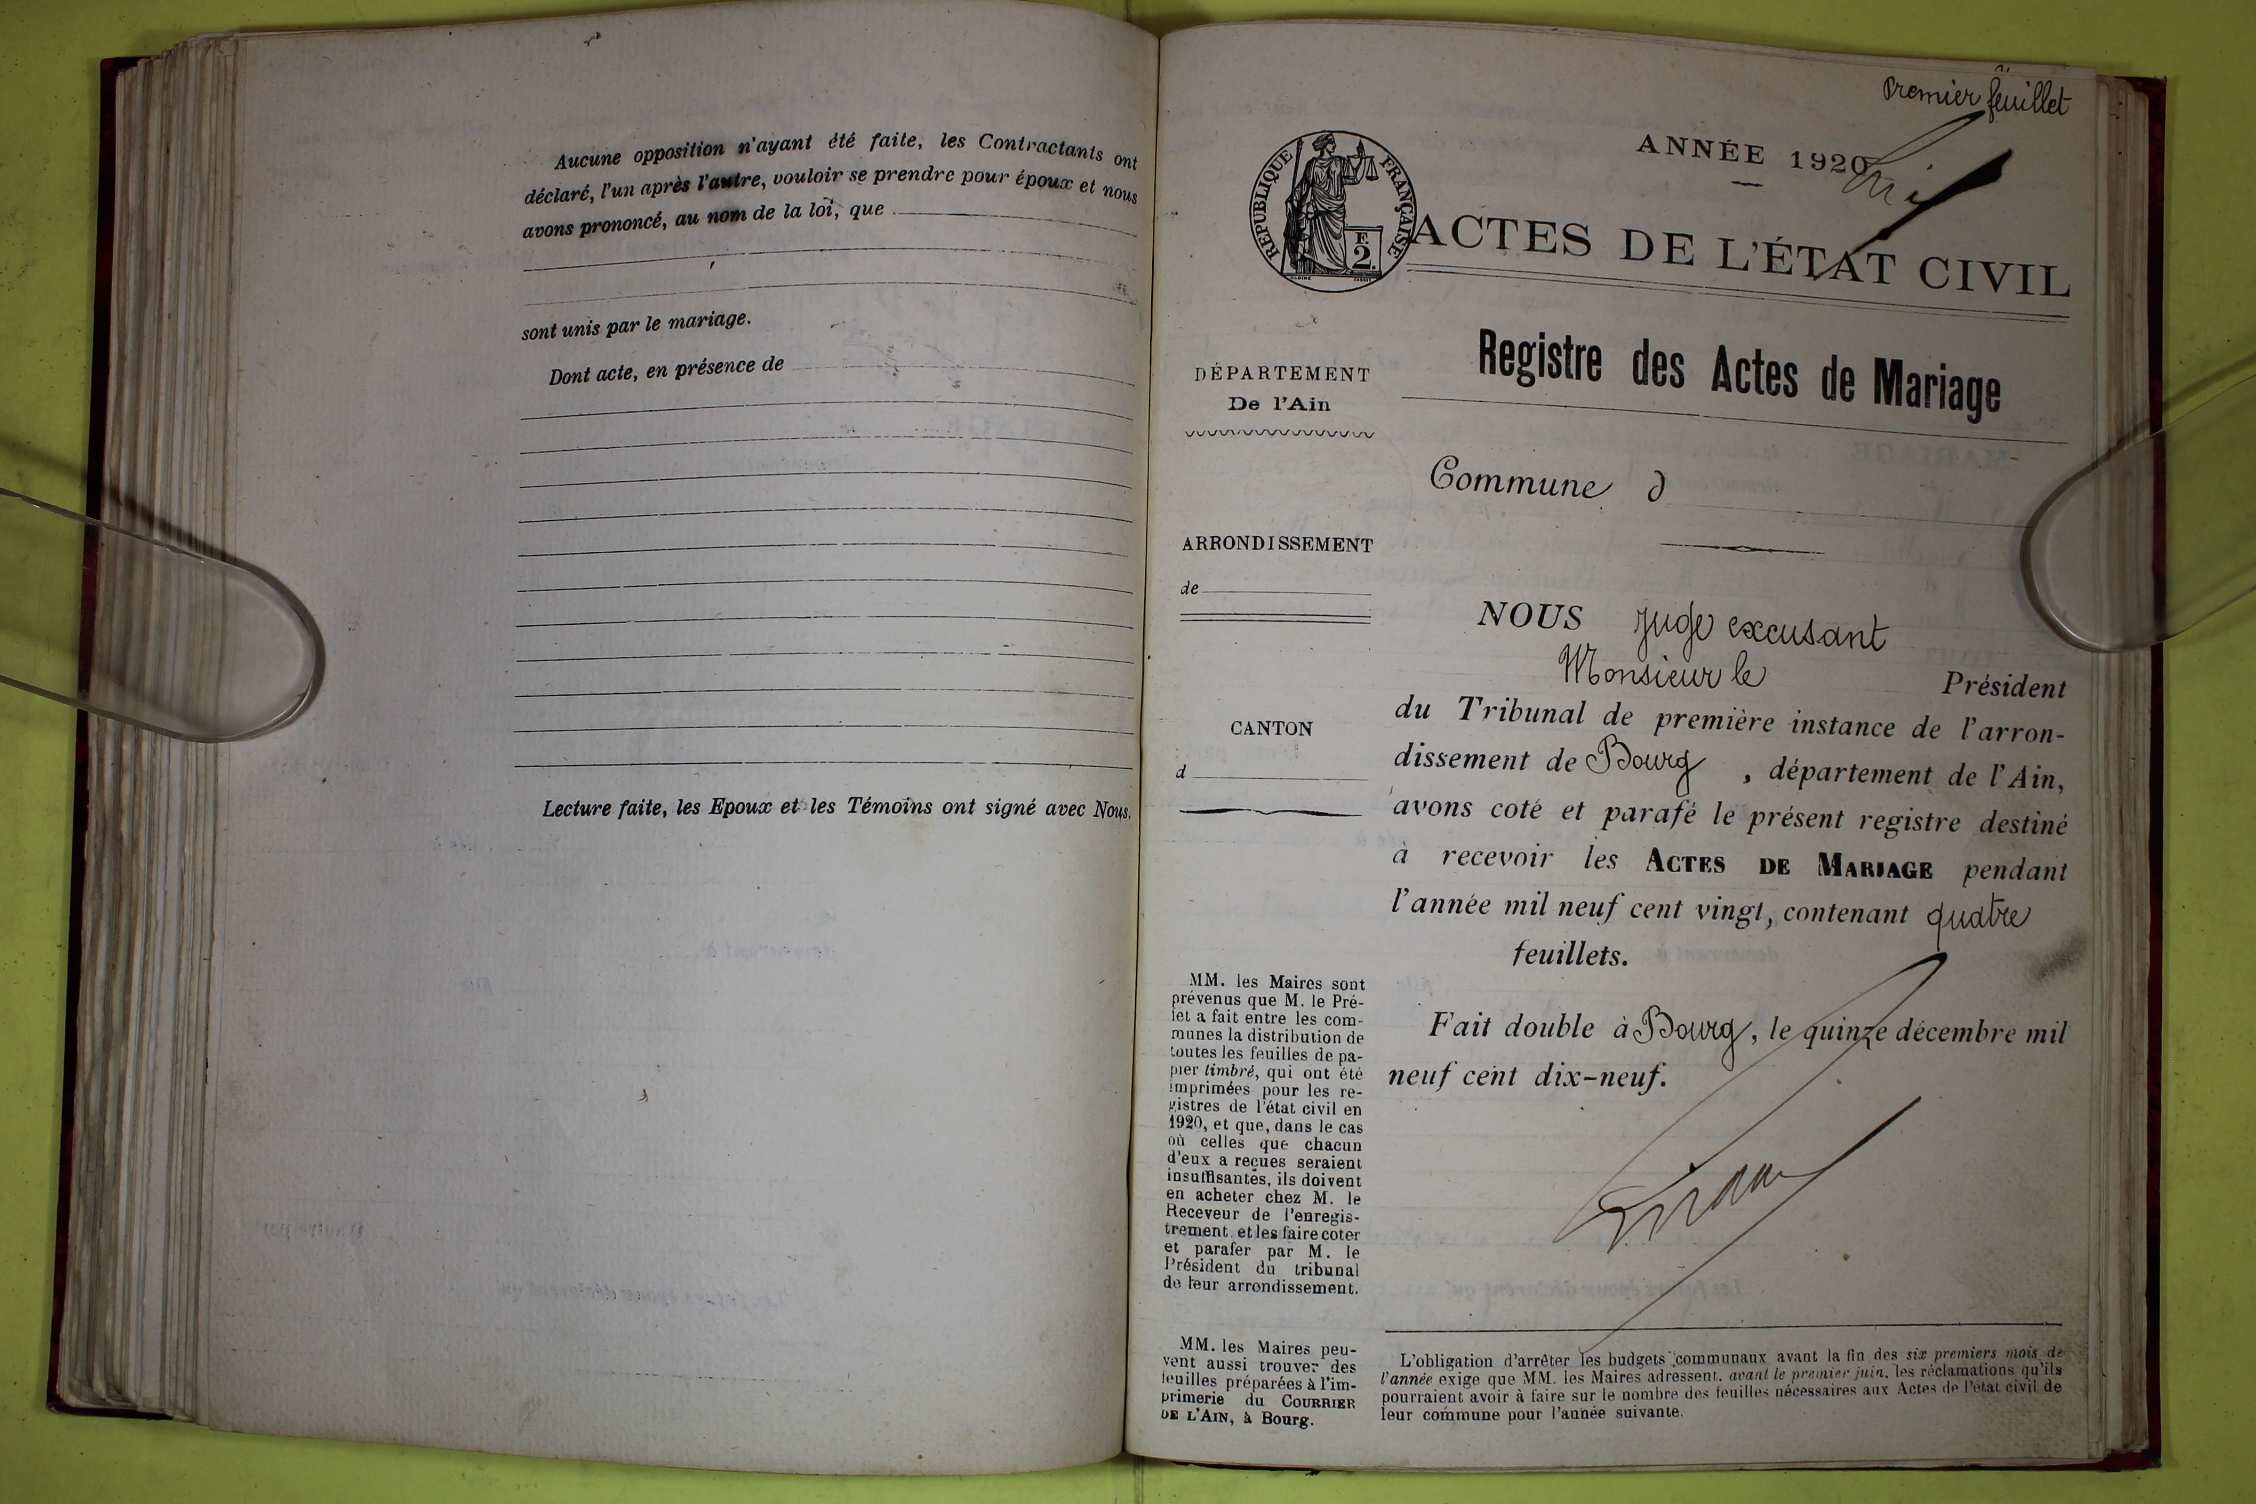 Aucune opposition n'ayant été faite, les Contractants ont
déclaré, l'un après l'autre, vouloir se prendre pour époux et nous
avons prononcé, au nom de la loi, que
sont unis par le mariage.
Dont acte, en présence de
Lecture faite, les Epoux et les Témoins ont signé avec Nous.
Premier feuillet
ANNÉE 1920
RÉPUBLIQUE FRANÇAISE
F.
2.
ACTES DE L'ÉTAT CIVIL
Registre des Actes de Mariage
DÉPARTEMENT
De l'Ain
Commune d
ARRONDISSEMENT
de
CANTON
d
NOUS Juge excusant
Monsieur le Président
du Tribunal de première instance de l'arron-
dissement de Bourg, département de l'Ain,
avons coté et parafé le présent registre destiné
à recevoir les ACTES DE MARIAGE pendant
l'année mil neuf cent vingt, contenant quatre
feuillets.
Fait double à Bourg, le quinze décembre mil
neuf cent dix-neuf.
MM. les Maires sont
prévenus que M. le Pré-
fet a fait entre les com-
munes la distribution de
toutes les feuilles de pa-
pier timbré, qui ont été
imprimées pour les re-
gistres de l'état civil en
1920, et que, dans le cas
où celles que chacun
d'eux a reçues seraient
insuffisantes, ils doivent
en acheter chez M. le
Receveur de l'enregis-
trement, et les faire coter
et parafer par M. le
Président du tribunal
de leur arrondissement.
MM. les Maires peu-
vent aussi trouver des
feuilles préparées à l'im-
primerie du COURRIER
DE L'AIN, à Bourg.
L'obligation d'arrêter les budgets communaux avant la fin des six premiers mois de
l'année exige que MM. les Maires adressent, avant le premier juin, les réclamations qu'ils
pourraient avoir à faire sur le nombre des feuilles nécessaires aux Actes de l'état civil de
leur commune pour l'année suivante.